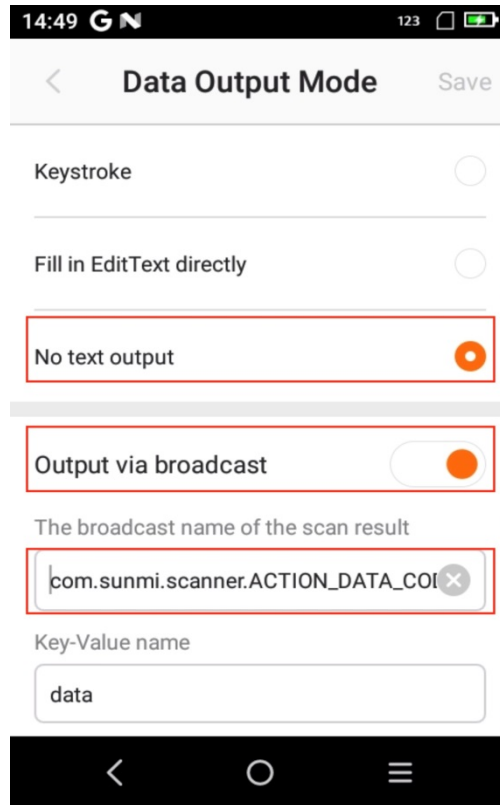 14:49 G N 123
Data Output Mode Save
Keystroke
Fill in EditText directly
No text output
Output via broadcast
The broadcast name of the scan result
com.sunmi.scanner.ACTION_DATA_CO
Key-Value name
data